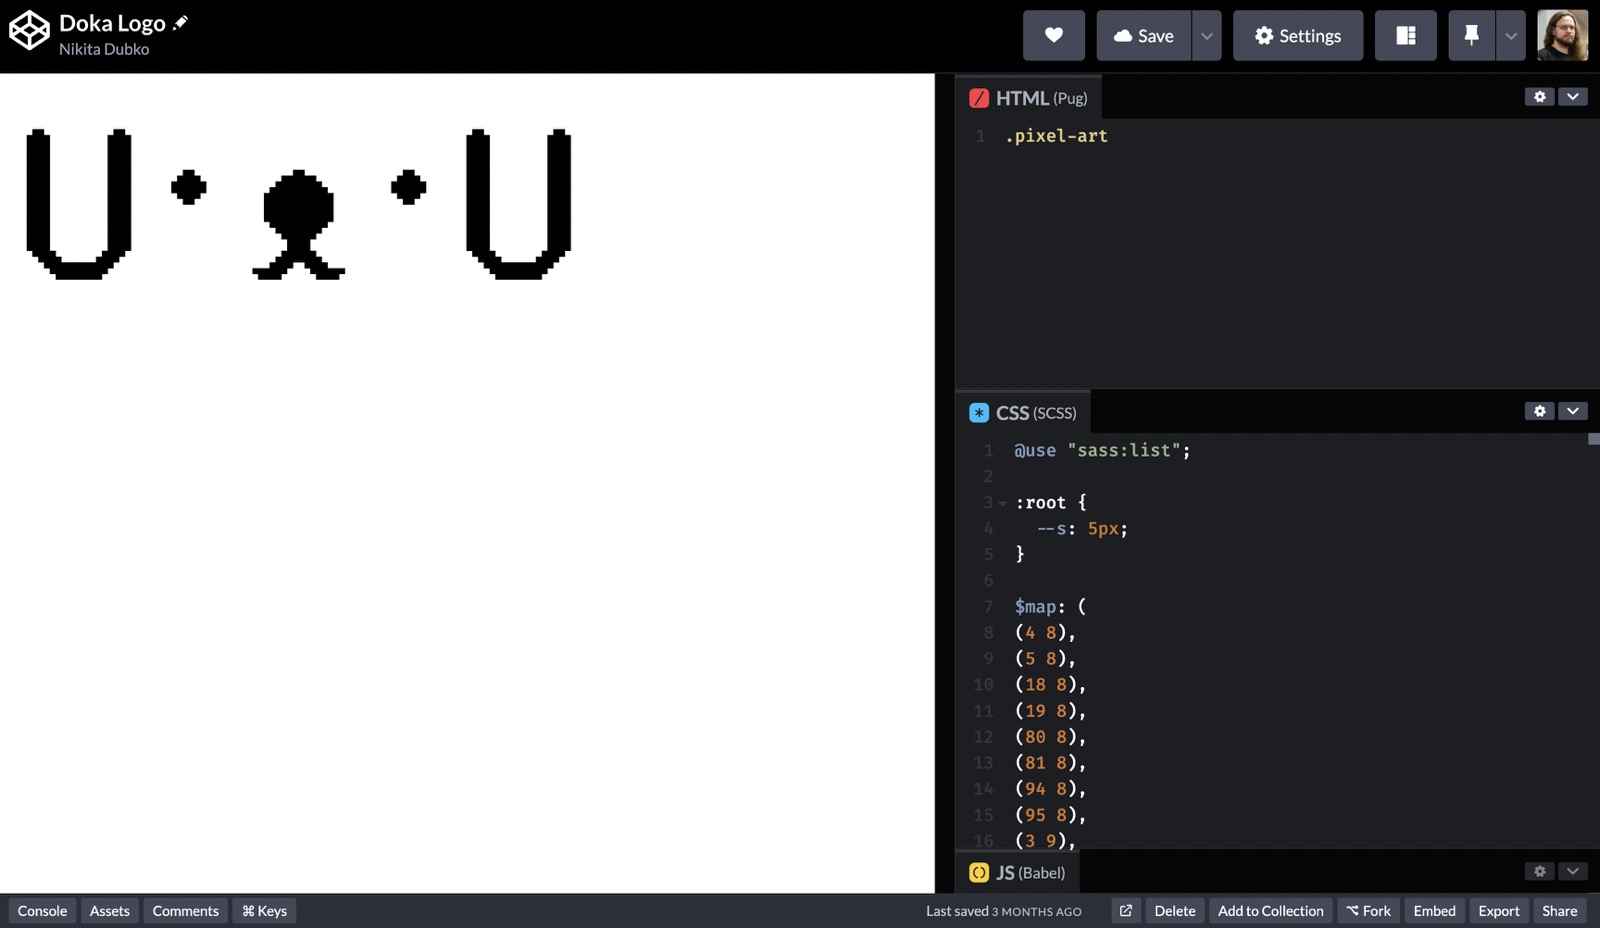 Doka Logo
Nikita Dubko
Save
Settings
HTML (Pug)
1 .pixel-art
CSS (SCSS)
1 @use "sass:list";
2
3 :root {
4 --s: 5px;
5 }
6
7 $map: (
8 (4 8),
9 (5 8),
10 (18 8),
11 (19 8),
12 (80 8),
13 (81 8),
14 (94 8),
15 (95 8),
16 (3 9),
JS (Babel)
Console Assets Comments ⌘ Keys Last saved 3 MONTHS AGO Delete Add to Collection ⌥ Fork Embed Export Share